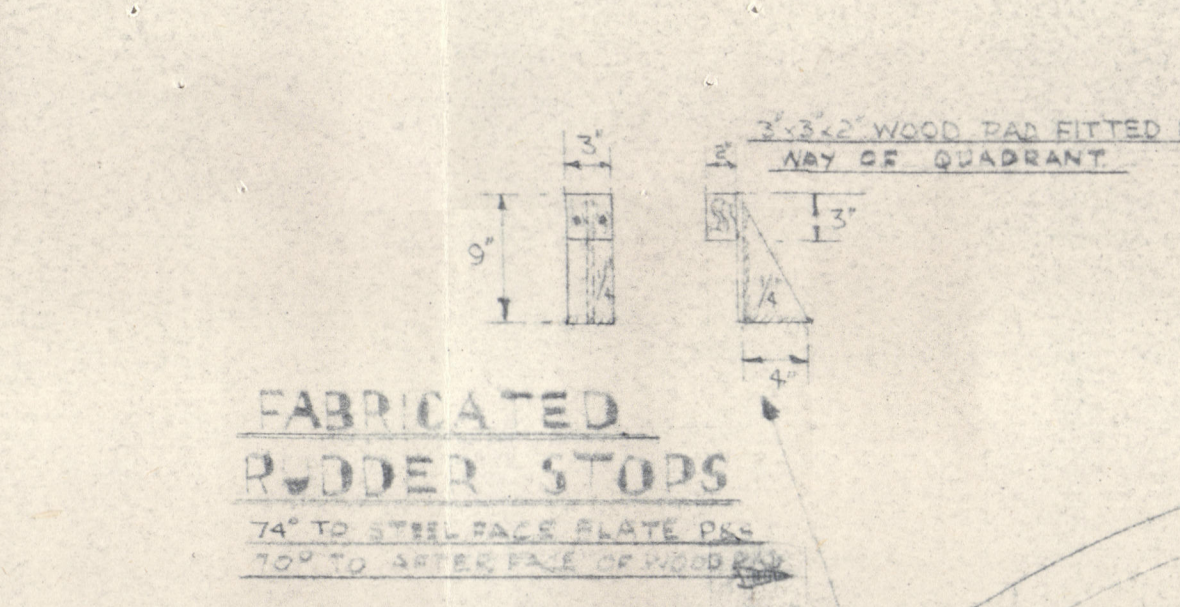 3"x3"x2" WOOD PAD FITTED
WAY OF QUADRANT
3"
2"
9"
3"
1/4
1/4"
4"
FABRICATED
RUDDER STOPS
74° TO STEEL FACE PLATE P&S
70° TO AFTER FACE OF WOOD PAD